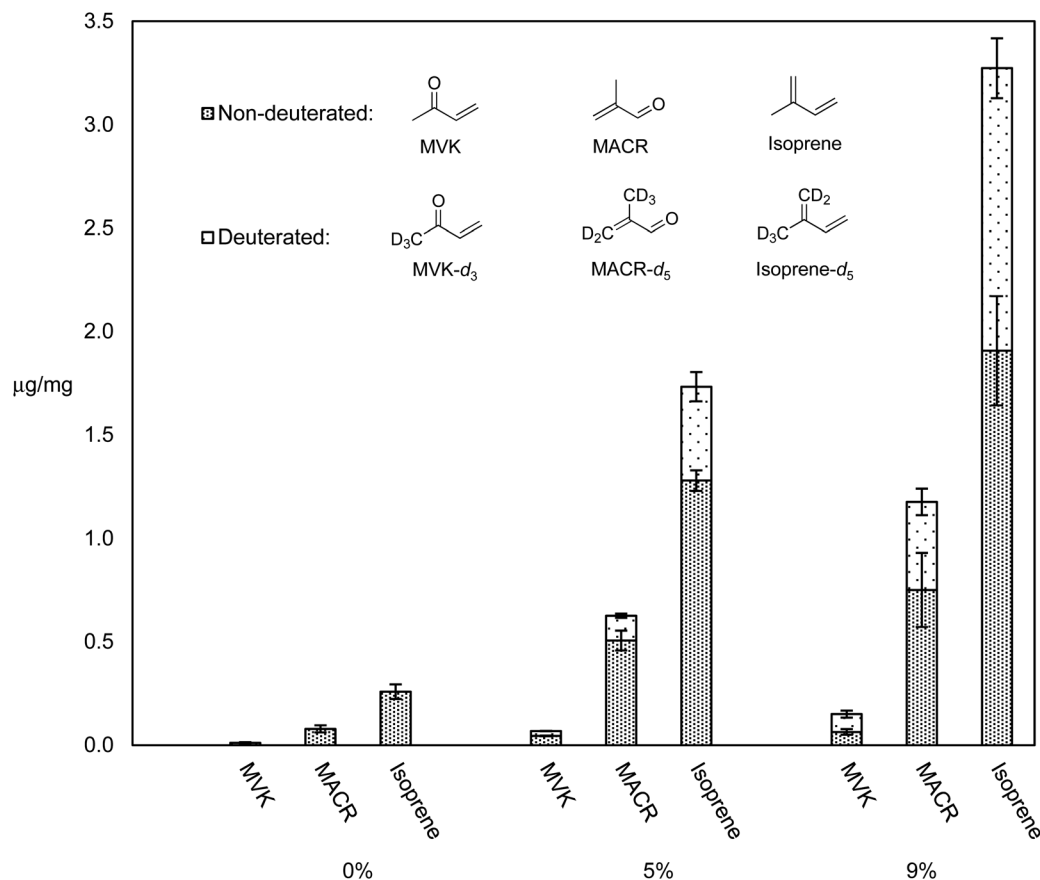 3.5
3.0
2.5
2.0
1.5
1.0
0.5
0.0
μg/mg
Non-deuterated:
O
MVK
O
MACR
Isoprene
Deuterated:
O
D3C
MVK-d3
CD3
D2C
O
MACR-d5
CD2
D3C
Isoprene-d5
MVK
MACR
Isoprene
MVK
MACR
Isoprene
MVK
MACR
Isoprene
0%
5%
9%